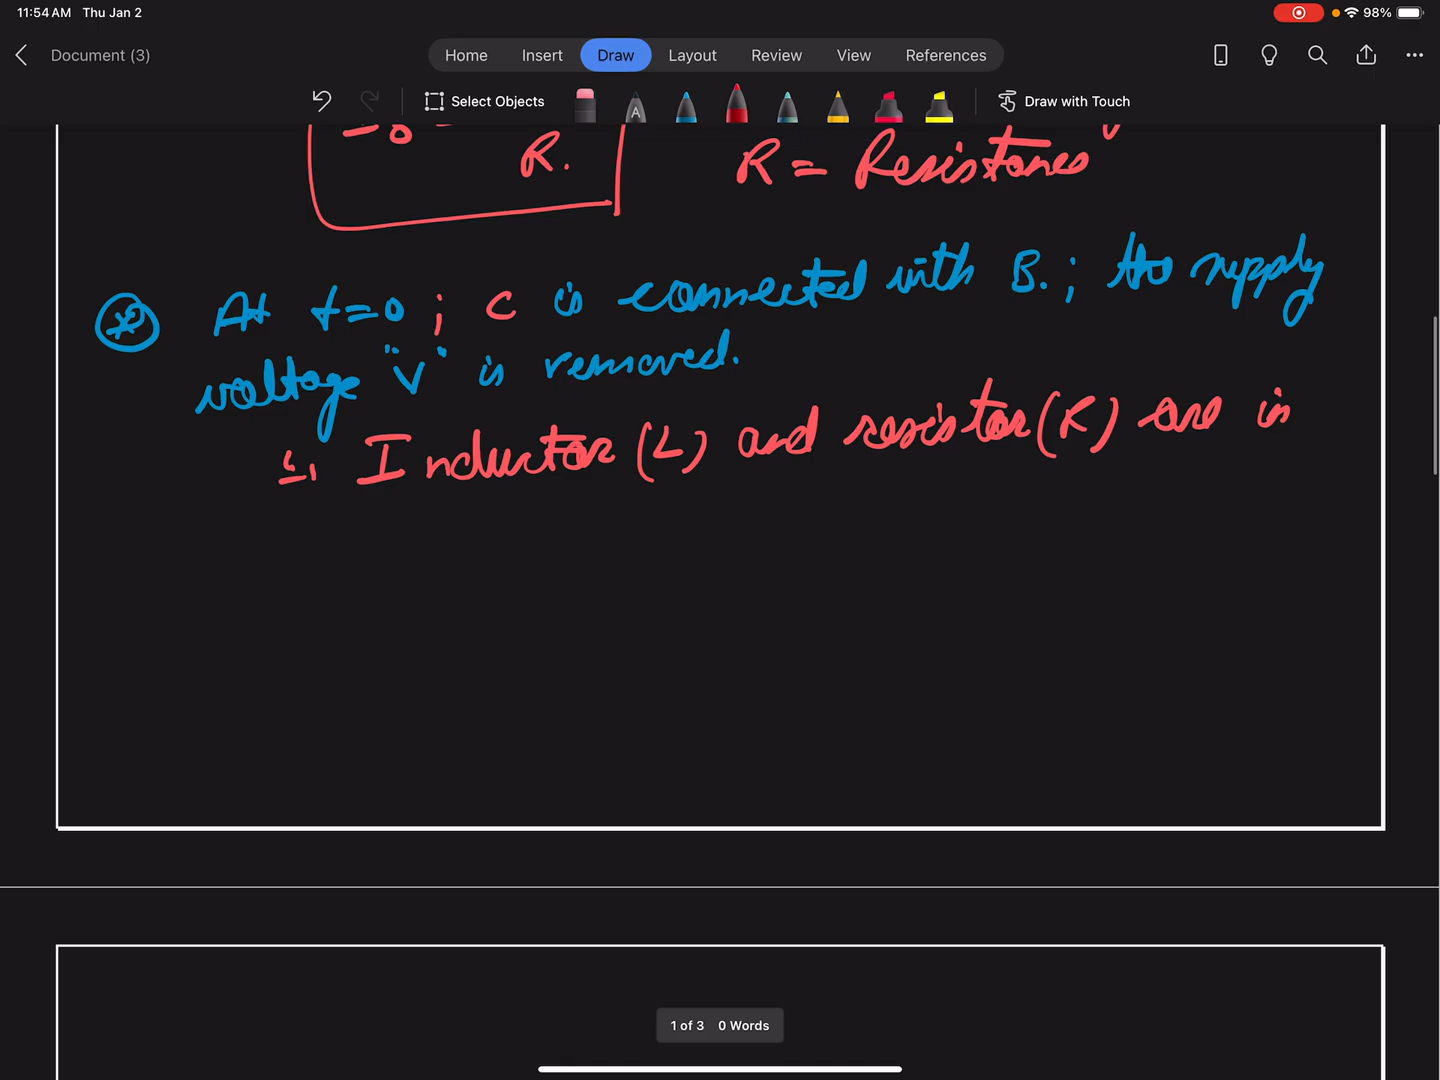 11:54 AM Thu Jan 2
98%
Document (3)
Home Insert Draw Layout Review View References
Select Objects
A
Draw with Touch
R. R = Resistance
At t=0 ; C is connected with B. ; the supply
voltage "V" is removed.
Inductor (L) and resistor (R) are in
1 of 3 0 Words